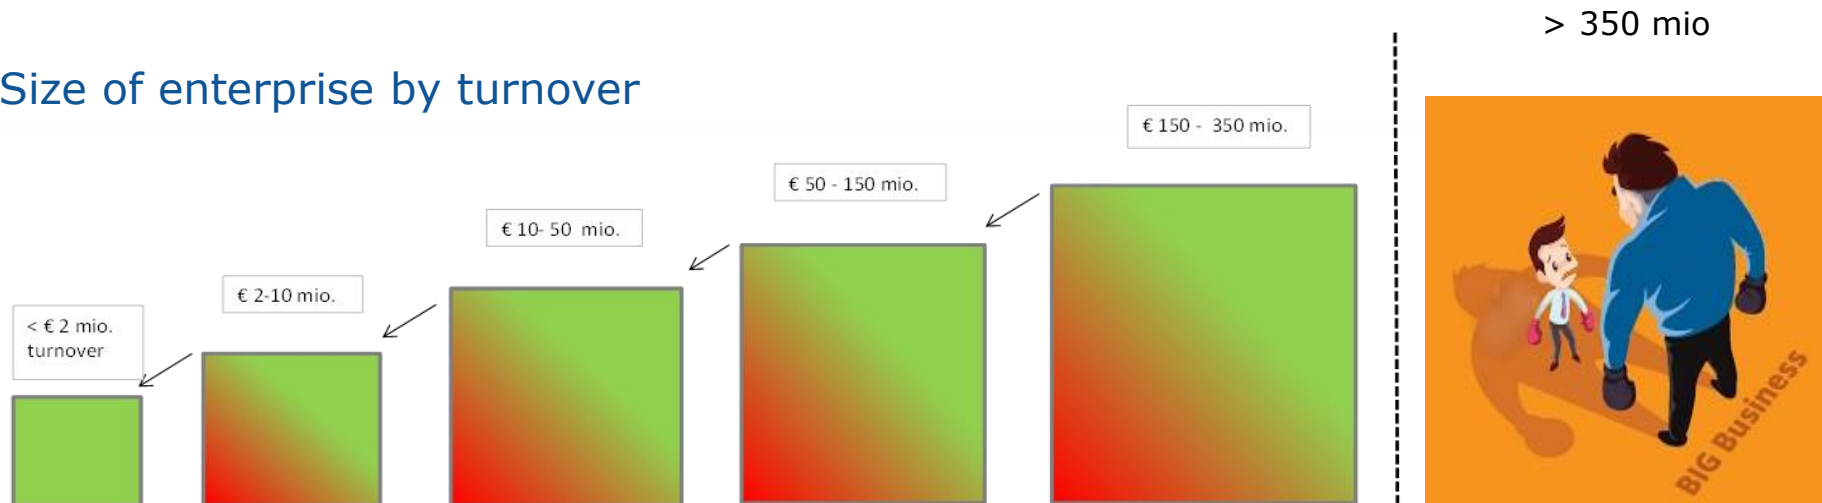 > 350 mio
Size of enterprise by turnover
€ 150 - 350 mio.
€ 50 - 150 mio.
€ 10- 50 mio.
€ 2-10 mio.
< € 2 mio.
turnover
BIG Business